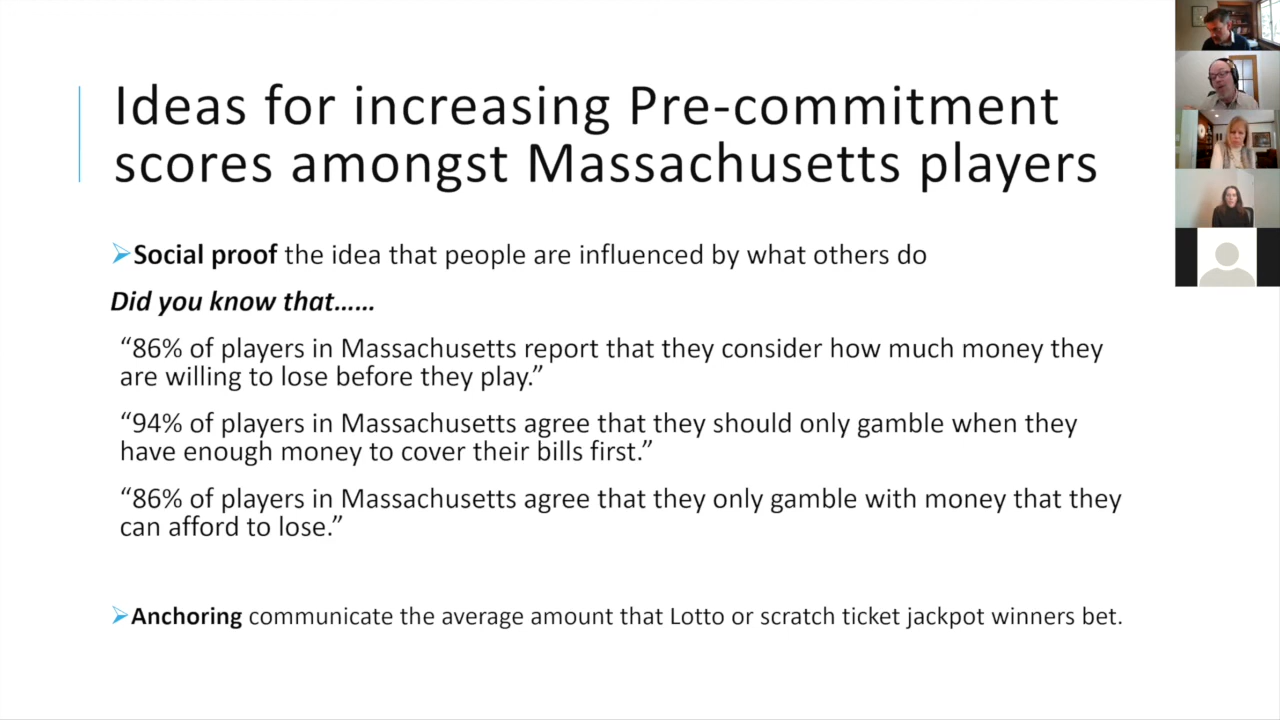 Ideas for increasing Pre-commitment
scores amongst Massachusetts players
Social proof the idea that people are influenced by what others do
Did you know that......
“86% of players in Massachusetts report that they consider how much money they
are willing to lose before they play.”
“94% of players in Massachusetts agree that they should only gamble when they
have enough money to cover their bills first.”
“86% of players in Massachusetts agree that they only gamble with money that they
can afford to lose.”
Anchoring communicate the average amount that Lotto or scratch ticket jackpot winners bet.